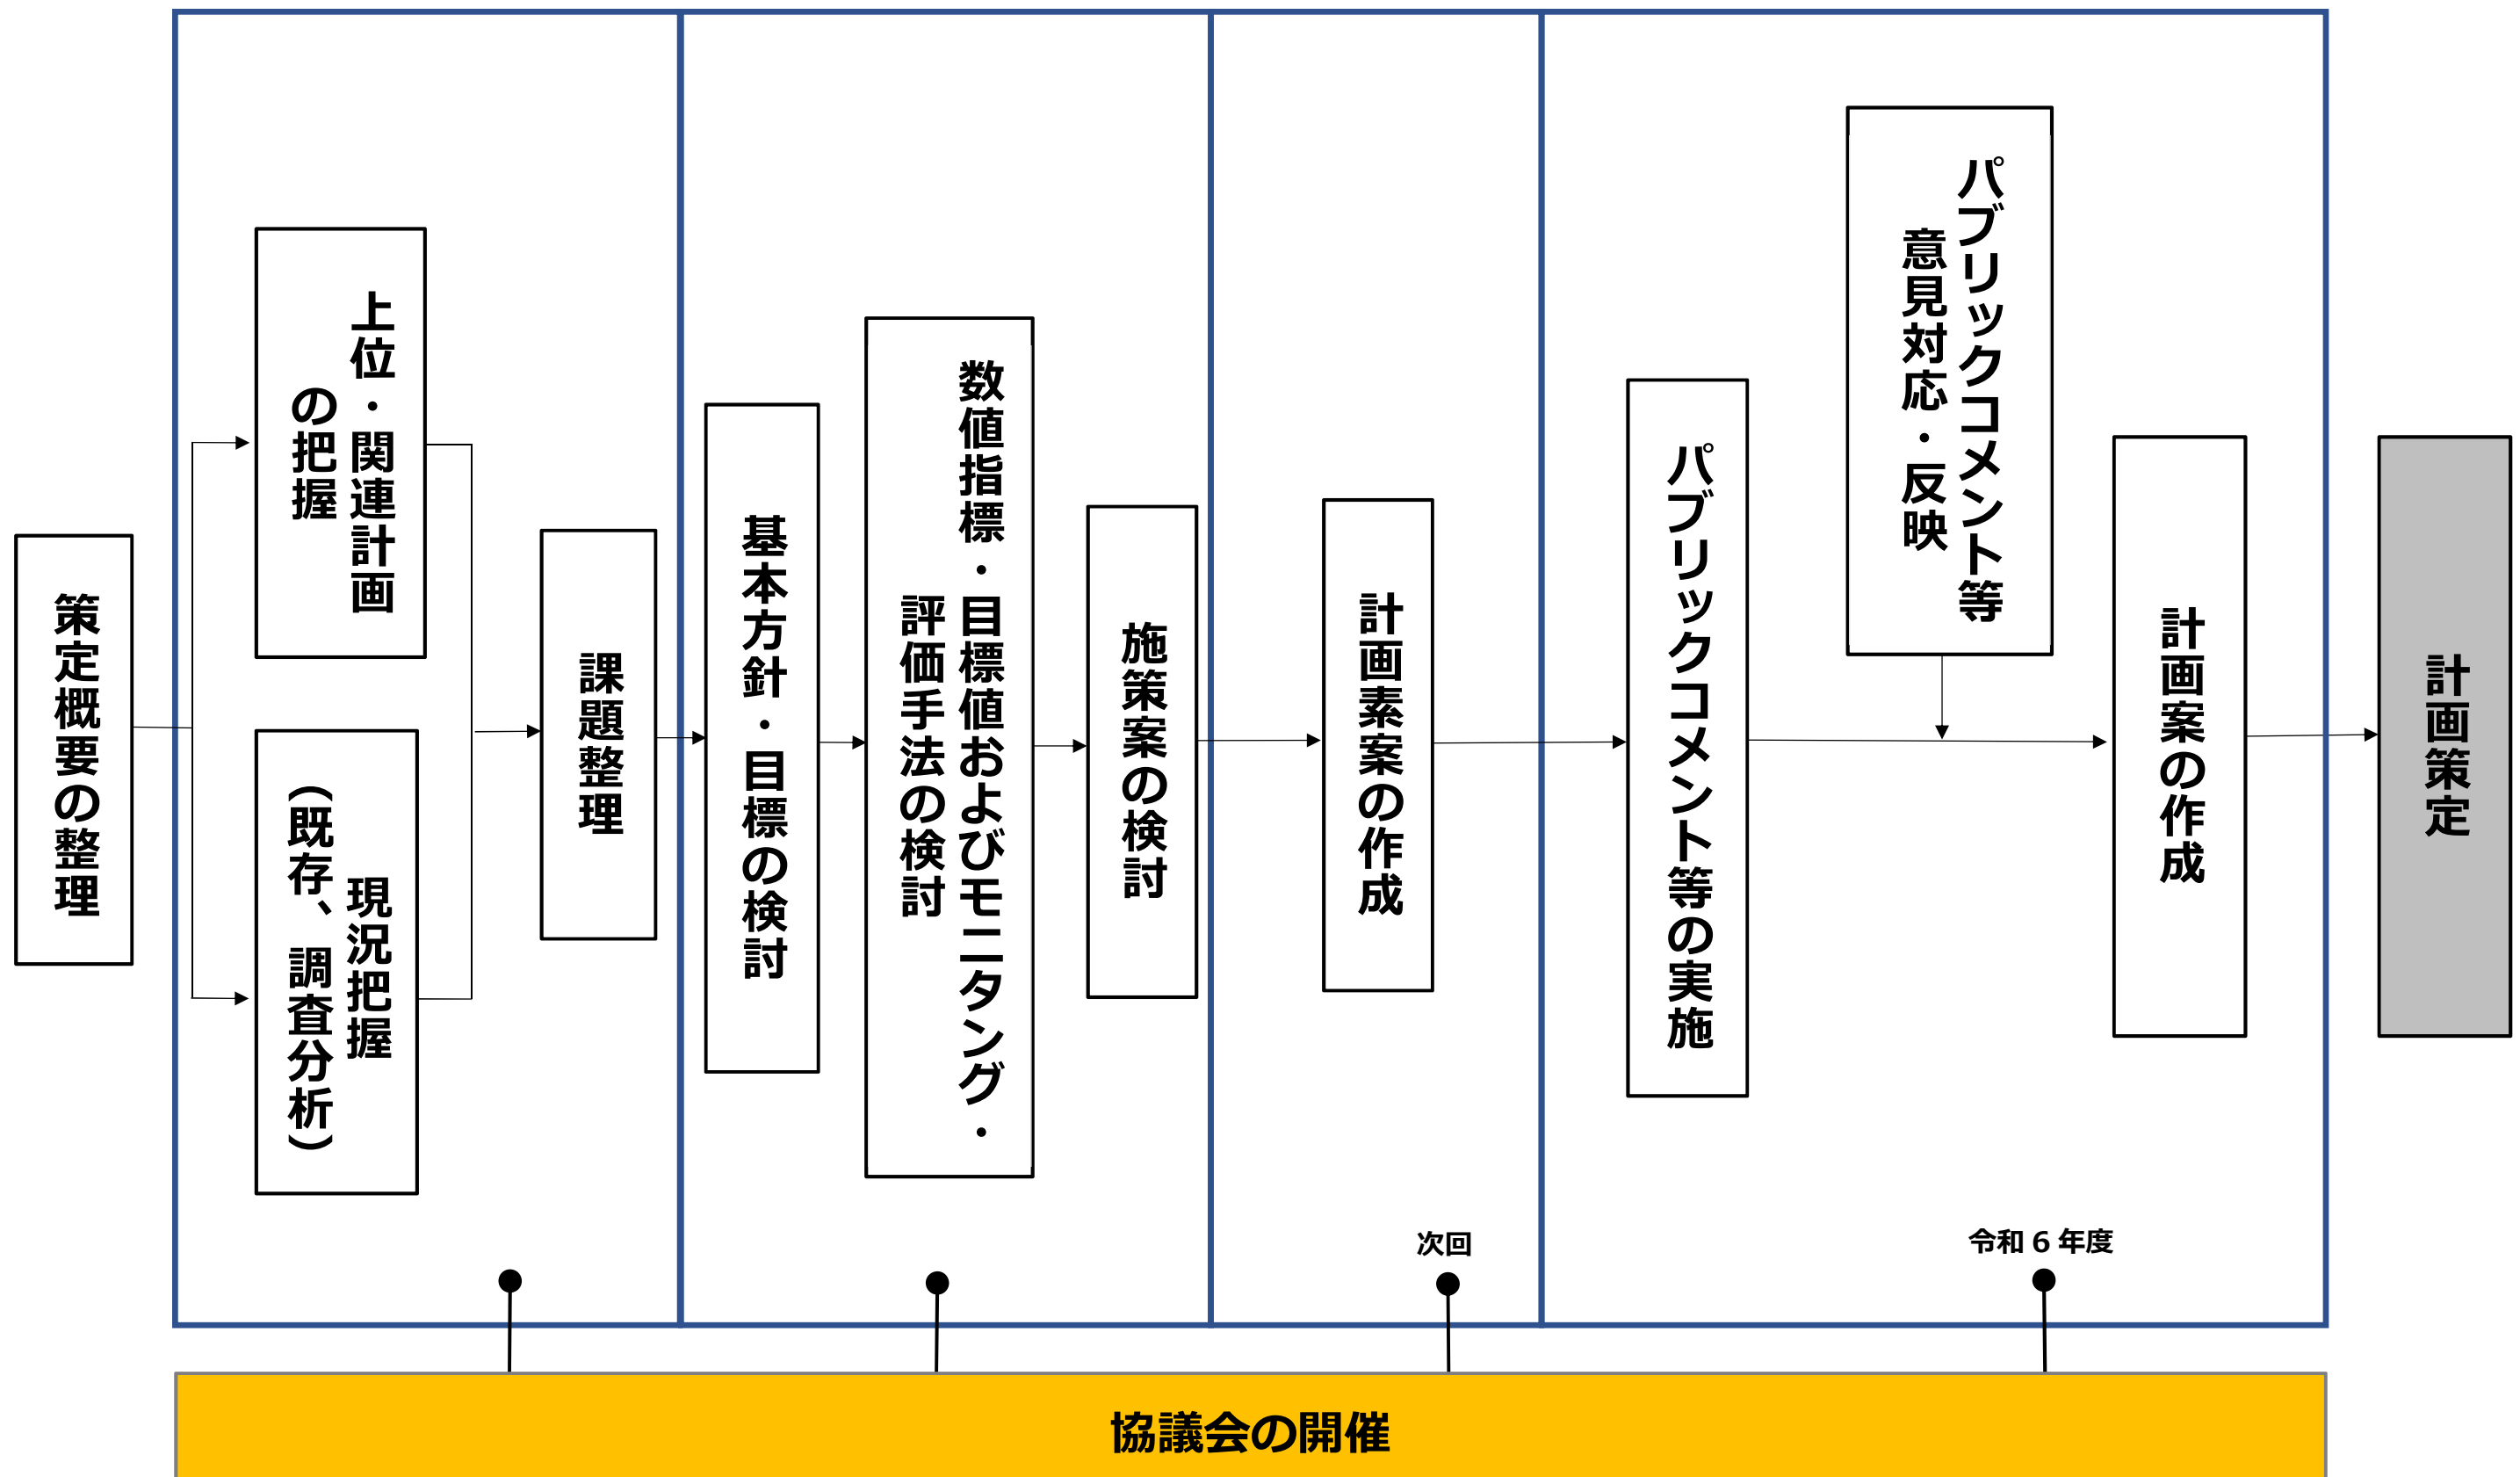 策定概要の整理
上位・関連計画
の把握
現況把握
（既存、調査分析）
課題整理
基本方針・目標の検討
数値指標・目標値およびモニタング・
評価手法の検討
施策案の検討
計画素案の作成
パブリックコメント等の実施
パブリックコメント等
意見対応・反映
計画案の作成
計画策定
次回
令和６年度
協議会の開催